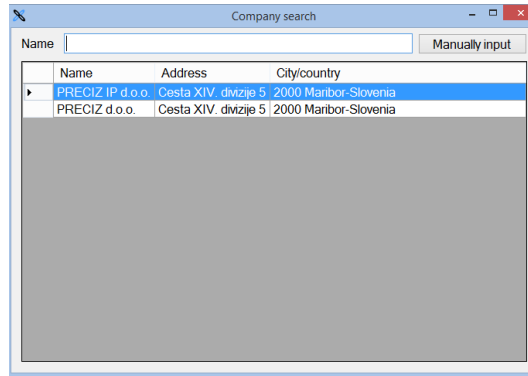 Company search
Name Manually input
Name Address City/country
PRECIZ IP d.o.o. Cesta XIV. divizije 5 2000 Maribor-Slovenia
PRECIZ d.o.o. Cesta XIV. divizije 5 2000 Maribor-Slovenia